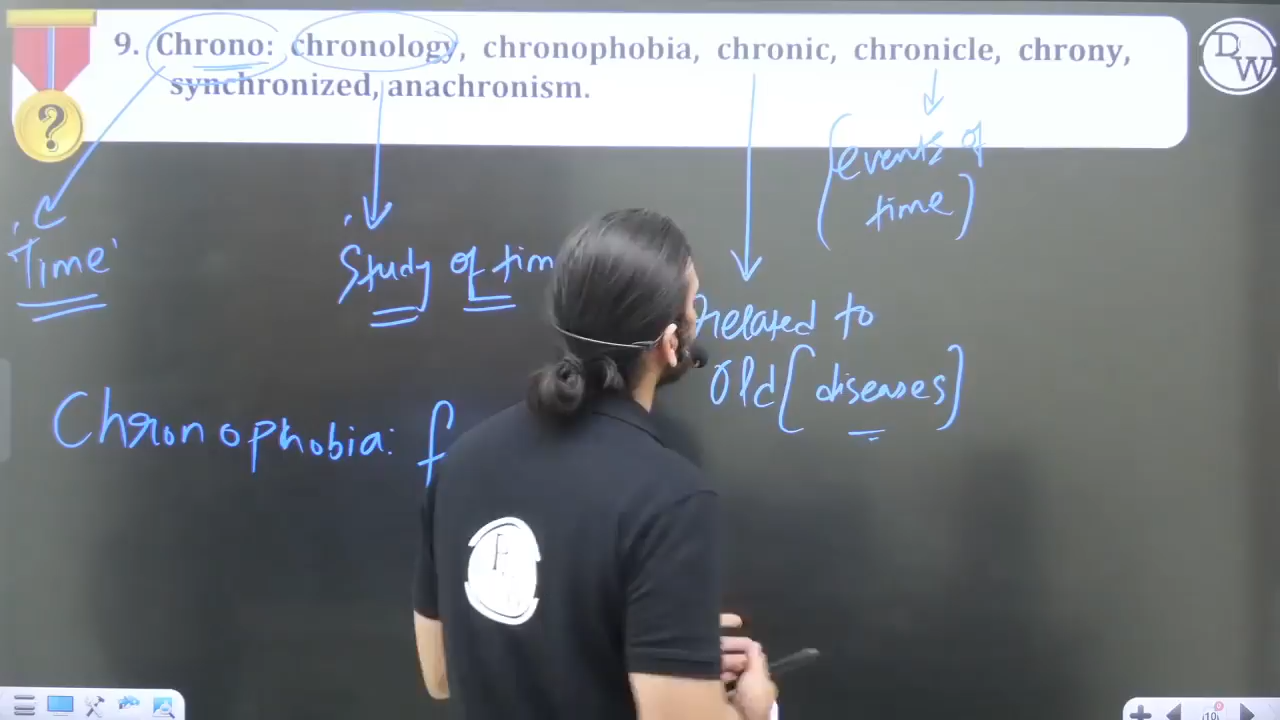 9. Chrono: chronology, chronophobia, chronic, chronicle, chrony,
synchronized, anachronism.
DW
(events of
time)
'Time'
'Study of tim
related to
Old [diseases]
Chronophobia: f